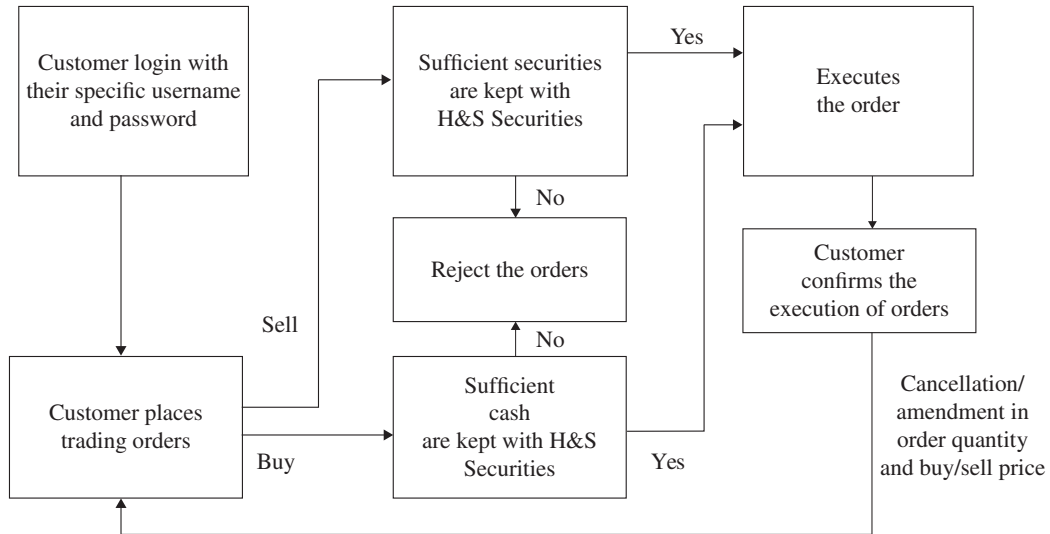 Customer login with
their specific username
and password
Sufficient securities
are kept with
H&S Securities
Yes
Executes
the order
No
Reject the orders
Customer
confirms the
execution of orders
Sell
No
Customer places
trading orders
Buy
Sufficient
cash
are kept with H&S
Securities
Yes
Cancellation/
amendment in
order quantity
and buy/sell price